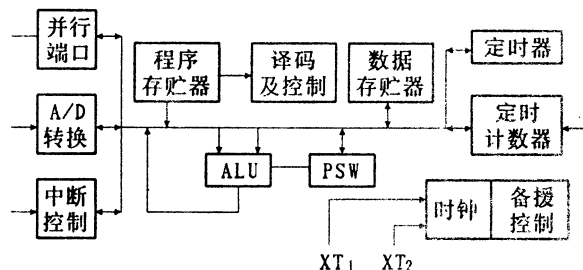 并行
端口
程序
存贮器
译码
及控制
数据
存贮器
定时器
A/D
转换
定时
计数器
ALU
PSW
中断
控制
时钟
备援
控制
XT₁
XT₂